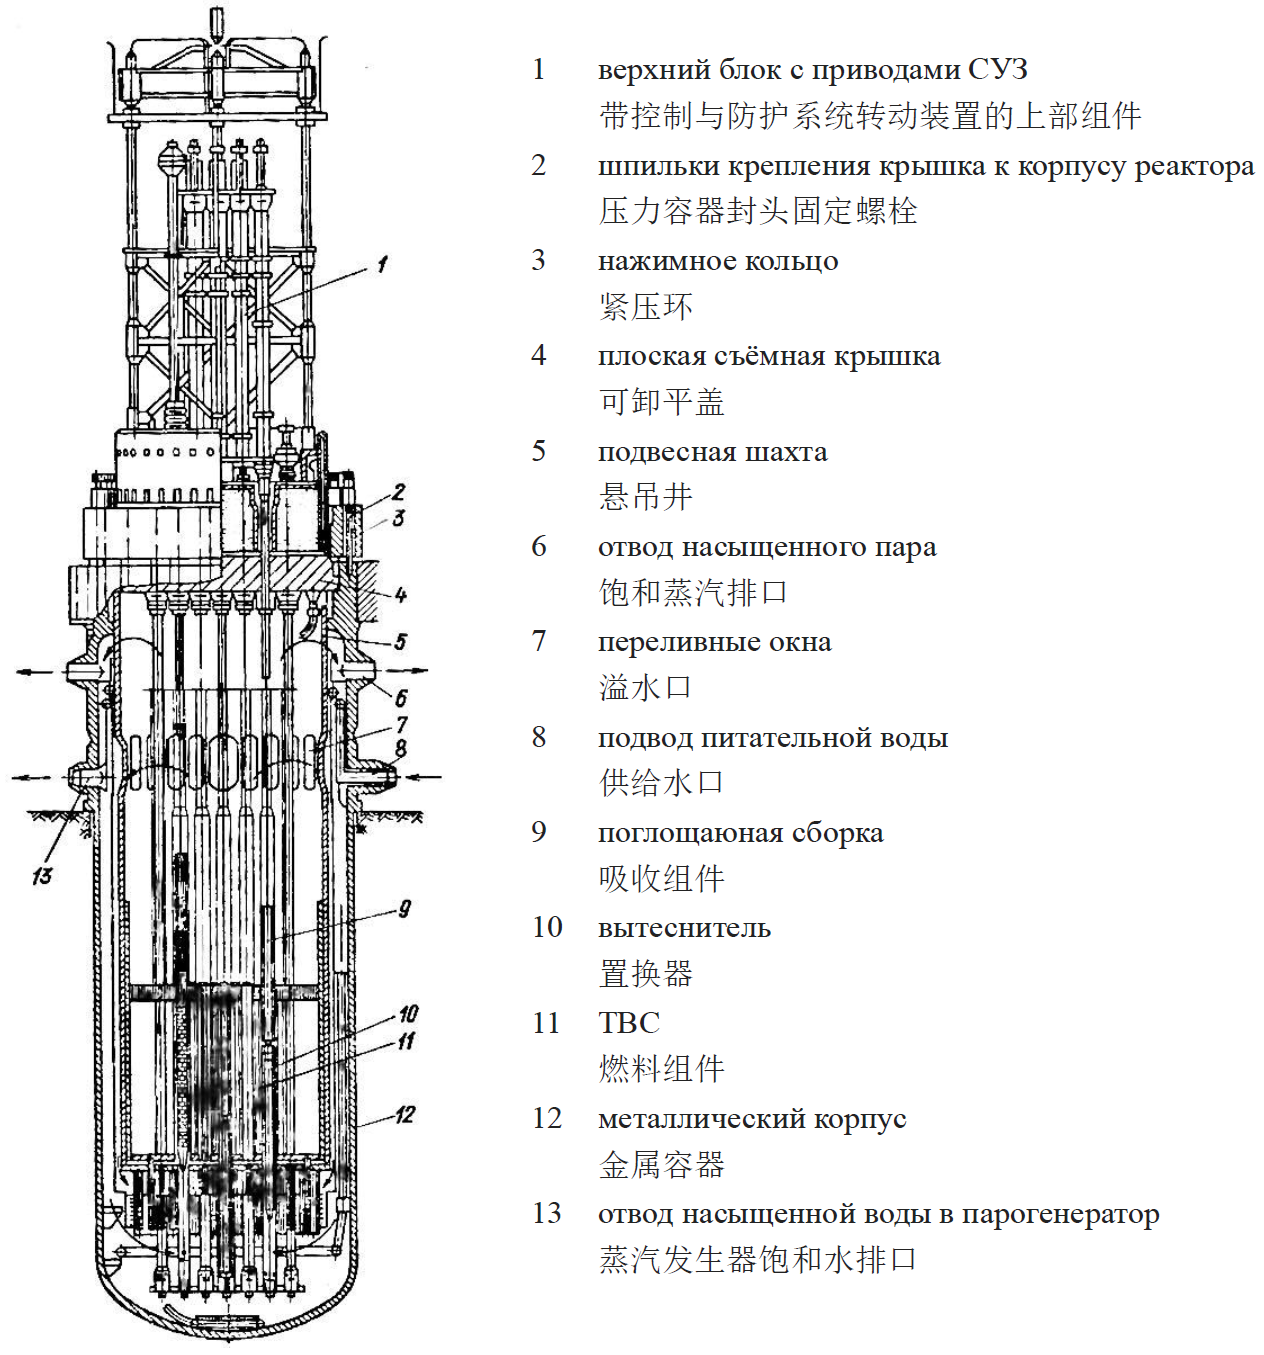 1 верхний блок с приводами СУЗ
带控制与防护系统转动装置的上部组件
2 шпильки крепления крышка к корпусу реактора
压力容器封头固定螺栓
3 нажимное кольцо
紧压环
4 плоская съёмная крышка
可卸平盖
5 подвесная шахта
悬吊井
6 отвод насыщенного пара
饱和蒸汽排口
7 переливные окна
溢水口
8 подвод питательной воды
供给水口
9 поглощаюная сборка
吸收组件
10 вытеснитель
置换器
11 ТВС
燃料组件
12 металлический корпус
金属容器
13 отвод насыщенной воды в парогенератор
蒸汽发生器饱和水排口
1
2
3
4
5
6
7
8
13
9
10
11
12